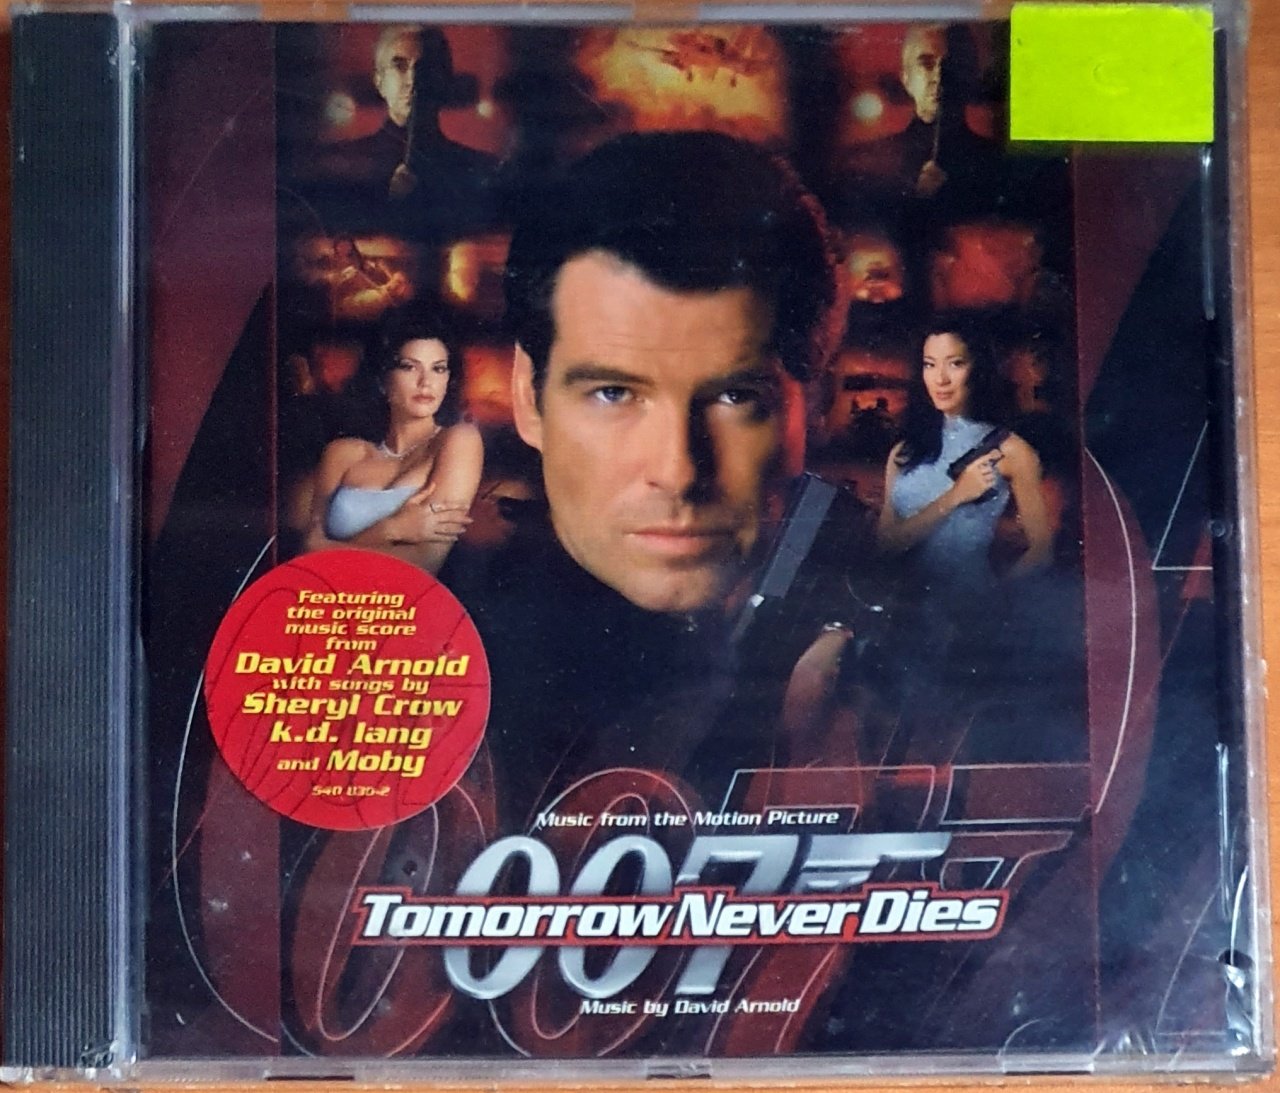 Featuring
the original
music score
from
David Arnold
with songs by
Sheryl Crow
k.d. lang
and Moby
540 830-2
Music from the Motion Picture
007
Tomorrow Never Dies
Music by David Arnold